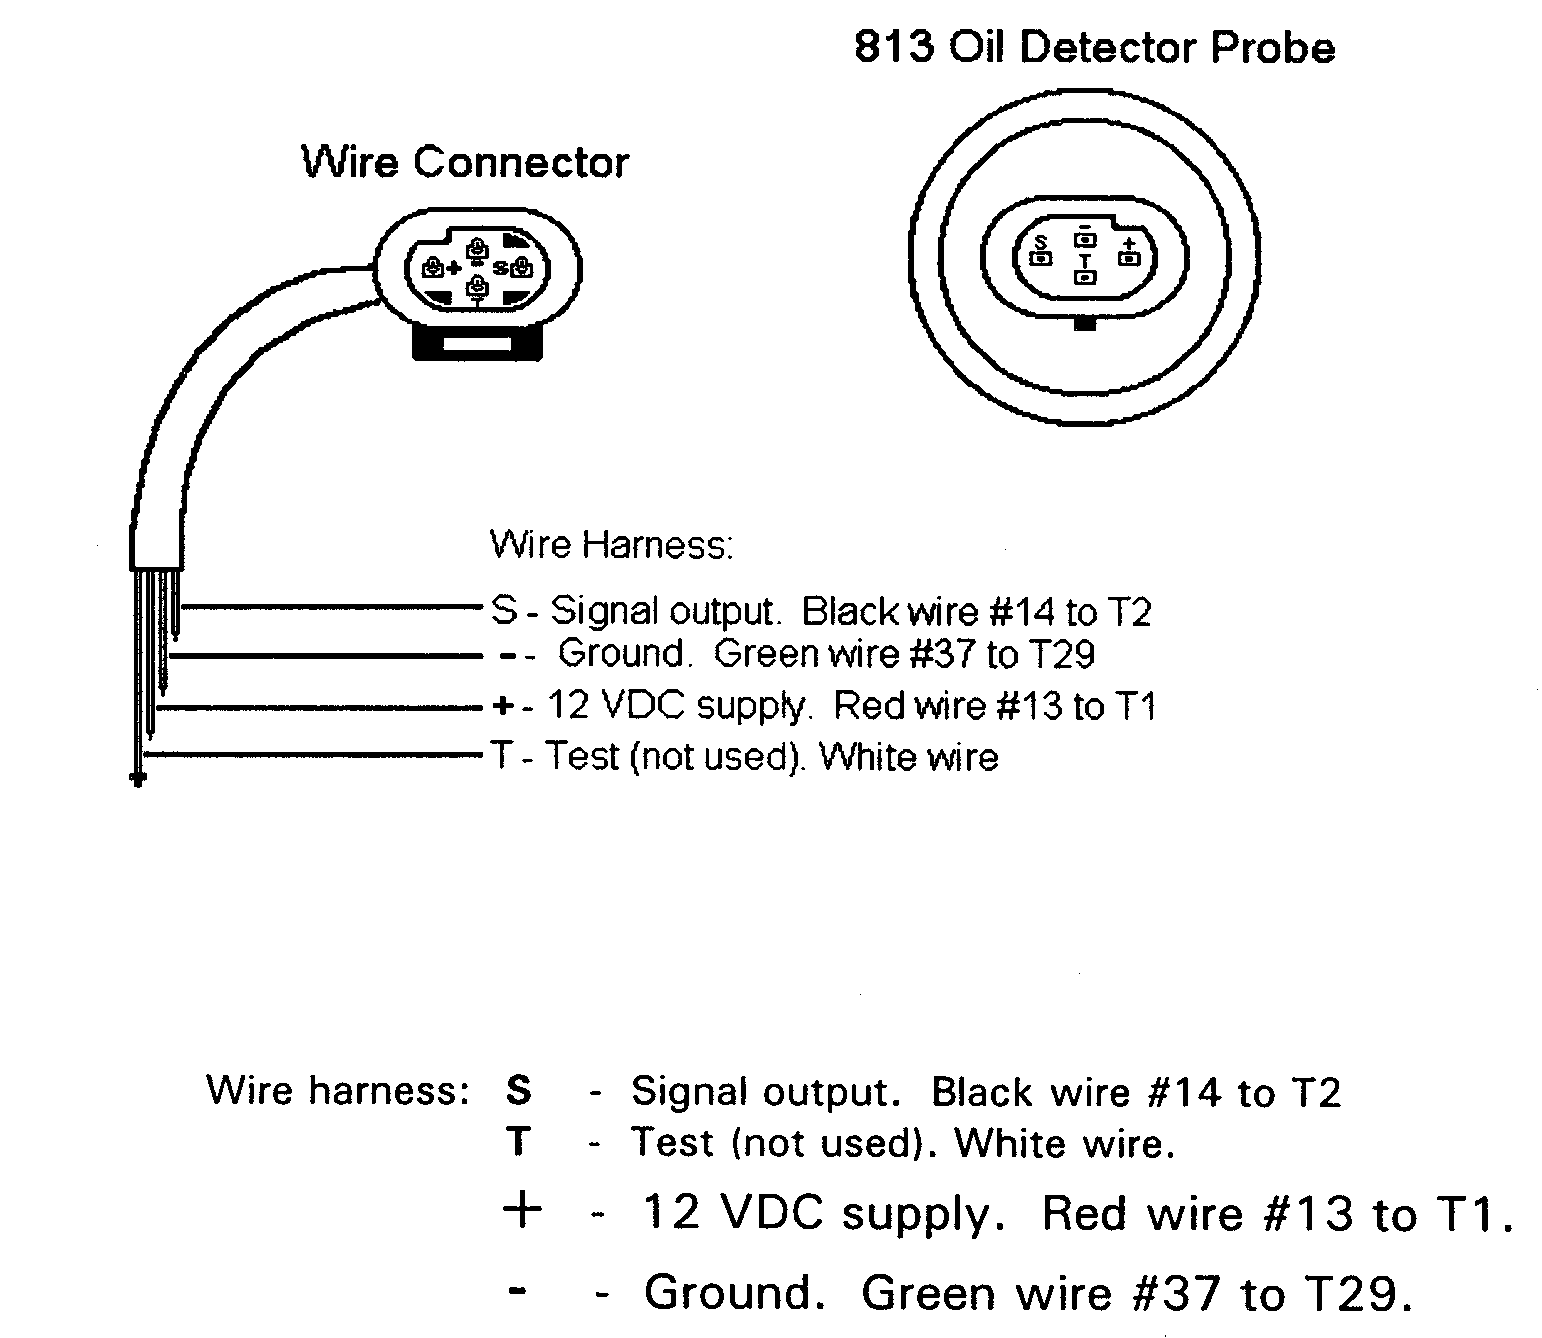 813 Oil Detector Probe
Wire Connector
-
+ S
T
S - +
T
Wire Harness:
S - Signal output. Black wire #14 to T2
- - Ground. Green wire #37 to T29
+ - 12 VDC supply. Red wire #13 to T1
T - Test (not used). White wire
Wire harness: S - Signal output. Black wire #14 to T2
T - Test (not used). White wire.
+ - 12 VDC supply. Red wire #13 to T1.
- - Ground. Green wire #37 to T29.